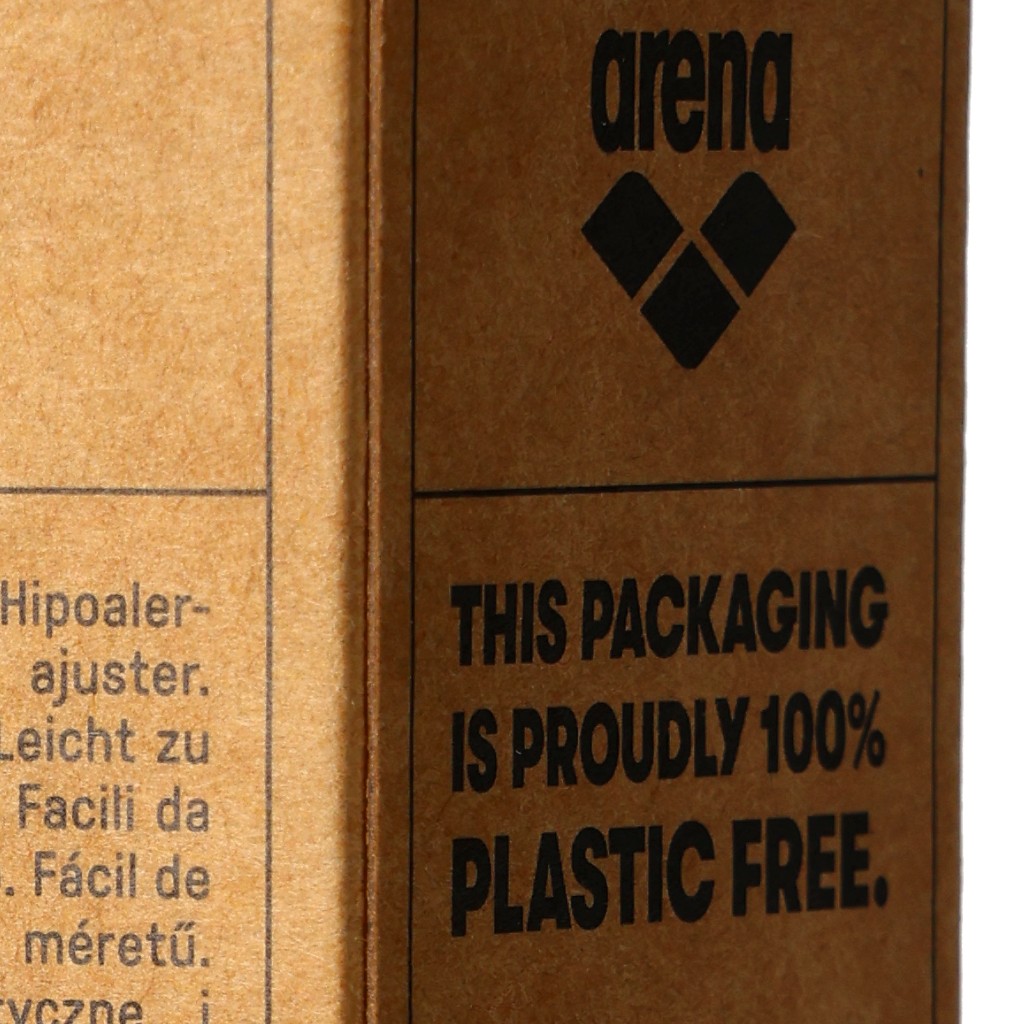 Hipoaler-
ajuster.
Leicht zu
Facili da
. Fácil de
méretű.
i
arena
THIS PACKAGING
IS PROUDLY 100%
PLASTIC FREE.